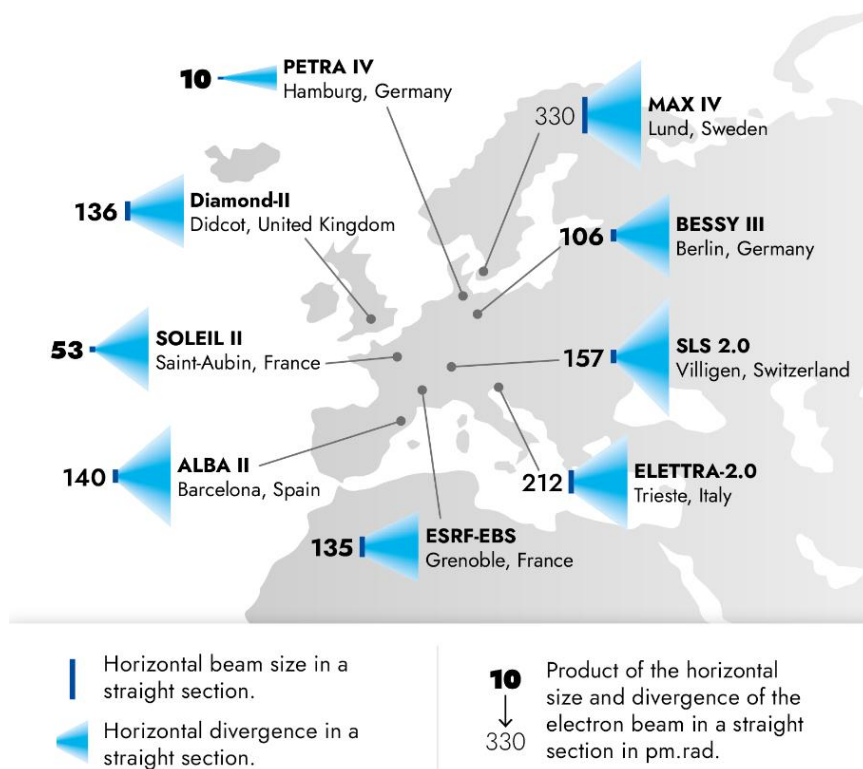 10
PETRA IV
Hamburg, Germany
330
MAX IV
Lund, Sweden
136
Diamond-II
Didcot, United Kingdom
106
BESSY III
Berlin, Germany
53
SOLEIL II
Saint-Aubin, France
157
SLS 2.0
Villigen, Switzerland
140
ALBA II
Barcelona, Spain
212
ELETTRA-2.0
Trieste, Italy
135
ESRF-EBS
Grenoble, France
Horizontal beam size in a
straight section.
Horizontal divergence in a
straight section.
10
330
Product of the horizontal
size and divergence of the
electron beam in a straight
section in pm.rad.